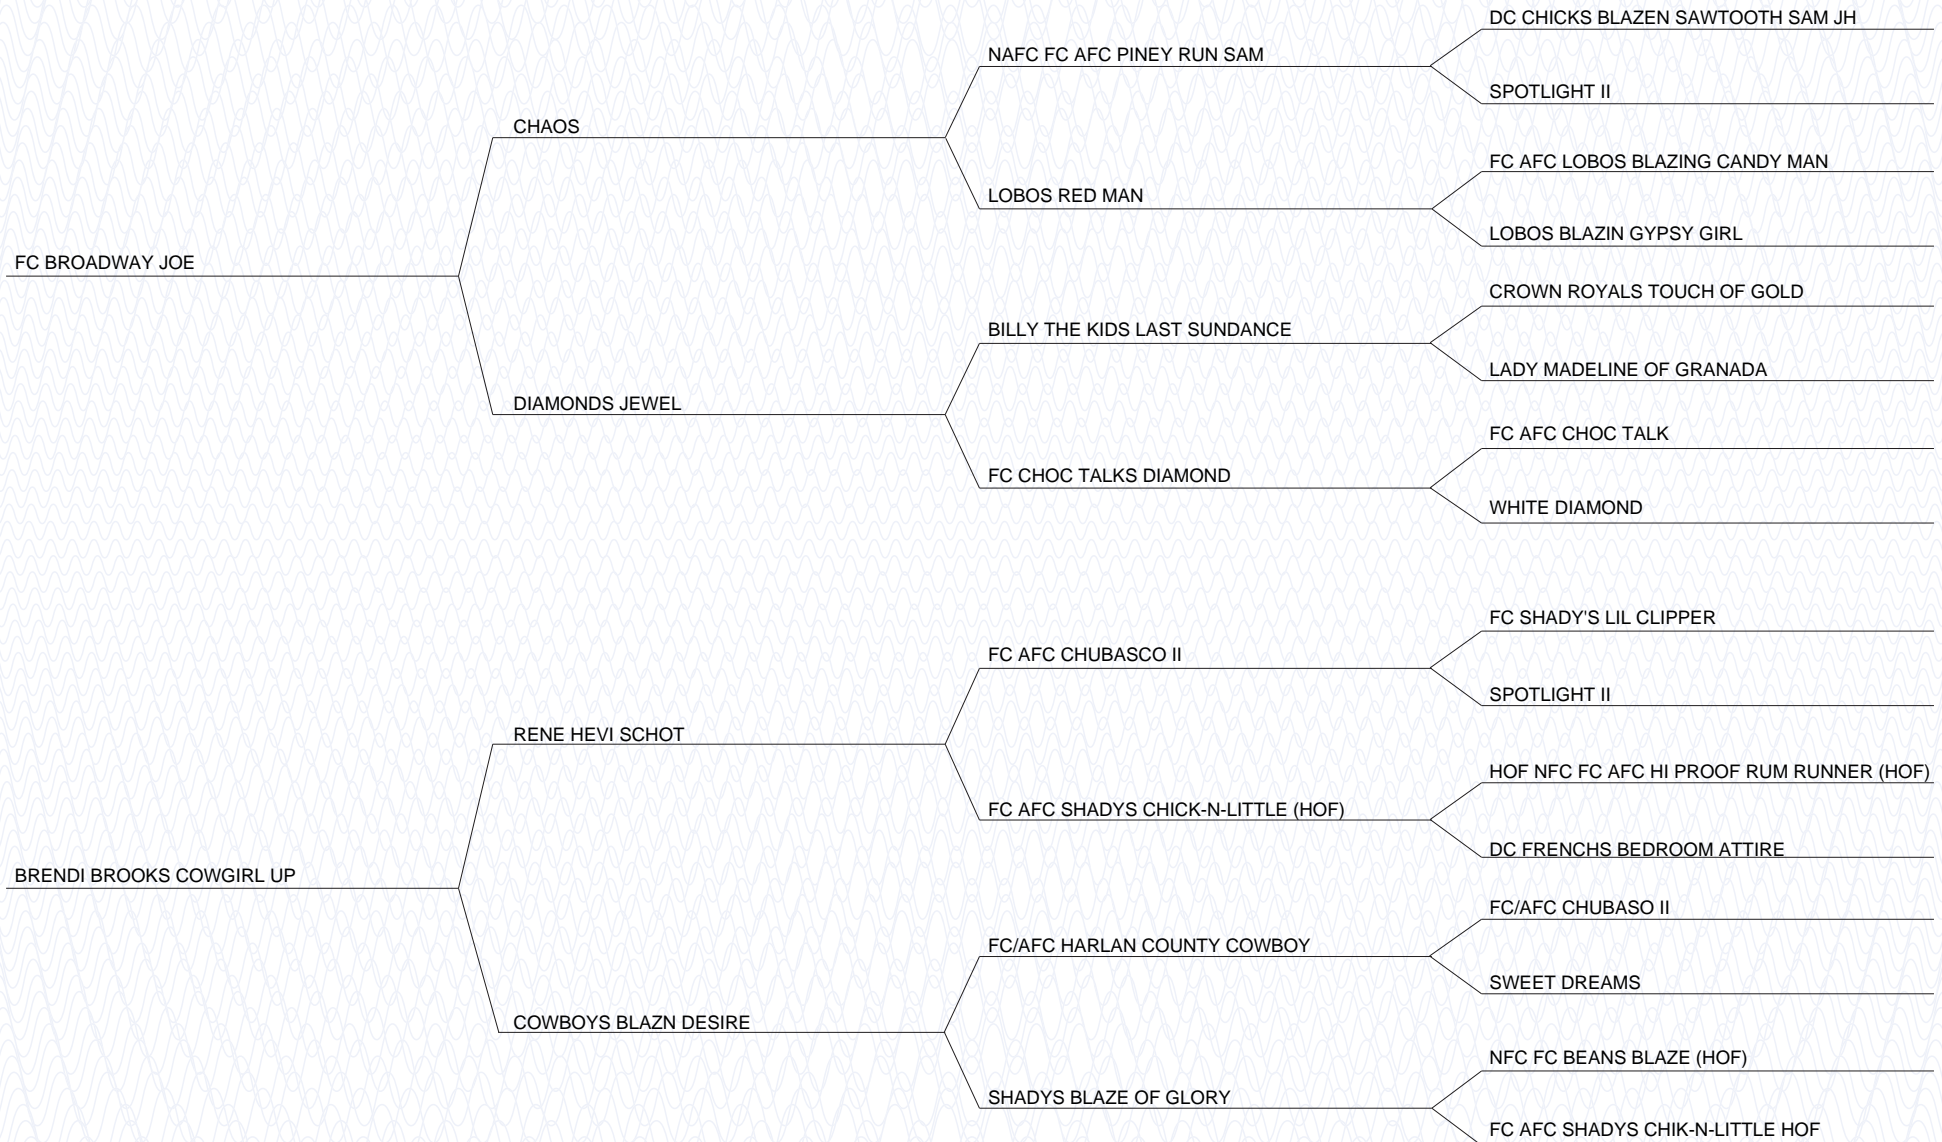 DC CHICKS BLAZEN SAWTOOTH SAM JH
NAFC FC AFC PINEY RUN SAM
SPOTLIGHT II
CHAOS
FC AFC LOBOS BLAZING CANDY MAN
LOBOS RED MAN
LOBOS BLAZIN GYPSY GIRL
FC BROADWAY JOE
CROWN ROYALS TOUCH OF GOLD
BILLY THE KIDS LAST SUNDANCE
LADY MADELINE OF GRANADA
DIAMONDS JEWEL
FC AFC CHOC TALK
FC CHOC TALKS DIAMOND
WHITE DIAMOND
FC SHADY'S LIL CLIPPER
FC AFC CHUBASCO II
SPOTLIGHT II
RENE HEVI SCHOT
HOF NFC FC AFC HI PROOF RUM RUNNER (HOF)
FC AFC SHADYS CHICK-N-LITTLE (HOF)
DC FRENCHS BEDROOM ATTIRE
BRENDI BROOKS COWGIRL UP
FC/AFC CHUBASO II
FC/AFC HARLAN COUNTY COWBOY
SWEET DREAMS
COWBOYS BLAZN DESIRE
NFC FC BEANS BLAZE (HOF)
SHADYS BLAZE OF GLORY
FC AFC SHADYS CHIK-N-LITTLE HOF